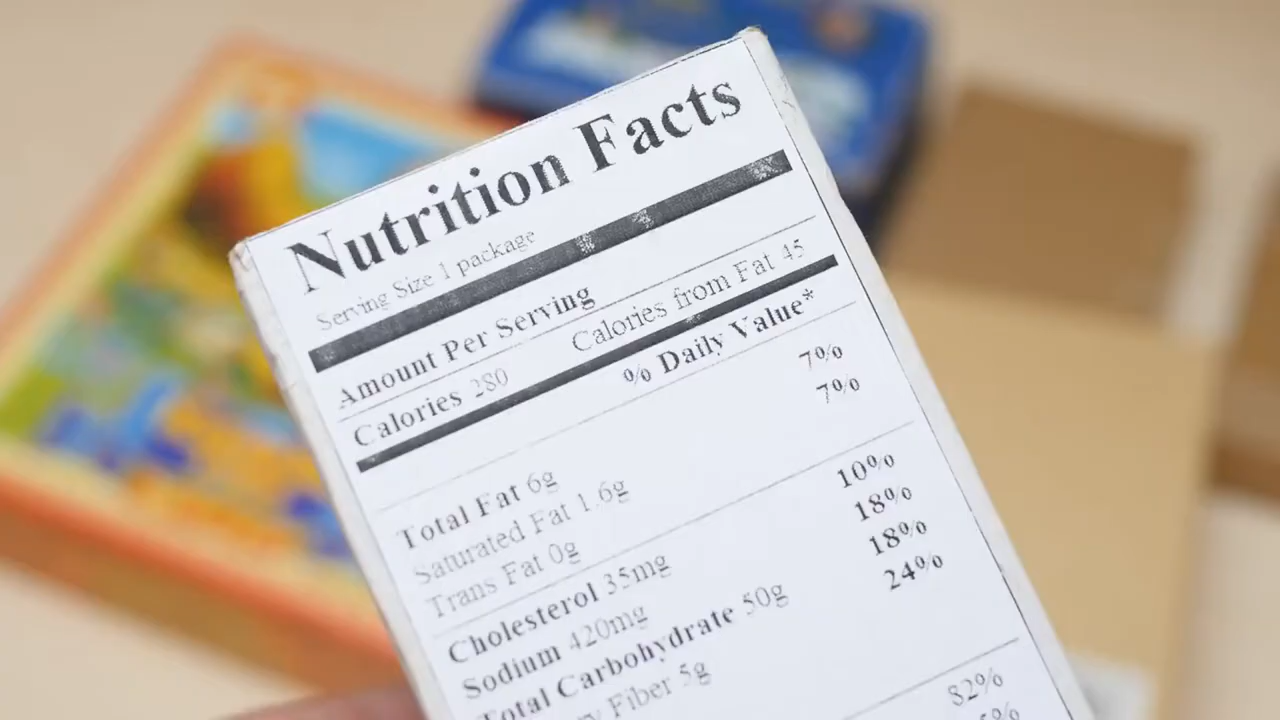 Nutrition Facts
Serving Size 1 package
Amount Per Serving
Calories 280 Calories from Fat 45
% Daily Value*
Total Fat 6g 7%
Saturated Fat 1.6g 7%
Trans Fat 0g
Cholesterol 35mg 10%
Sodium 420mg 18%
Total Carbohydrate 50g 18%
Fiber 5g 24%
82%